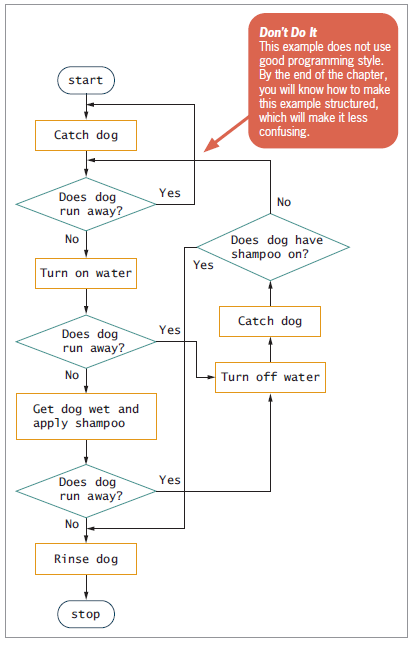 Don't Do It
This example does not use
good programming style.
By the end of the chapter,
you will know how to make
this example structured,
which will make it less
confusing.
start
Catch dog
Does dog
run away?
Yes
No
No
Does dog have
shampoo on?
Yes
Turn on water
Catch dog
Does dog
run away?
Yes
No
Turn off water
Get dog wet and
apply shampoo
Does dog
run away?
Yes
No
Rinse dog
stop